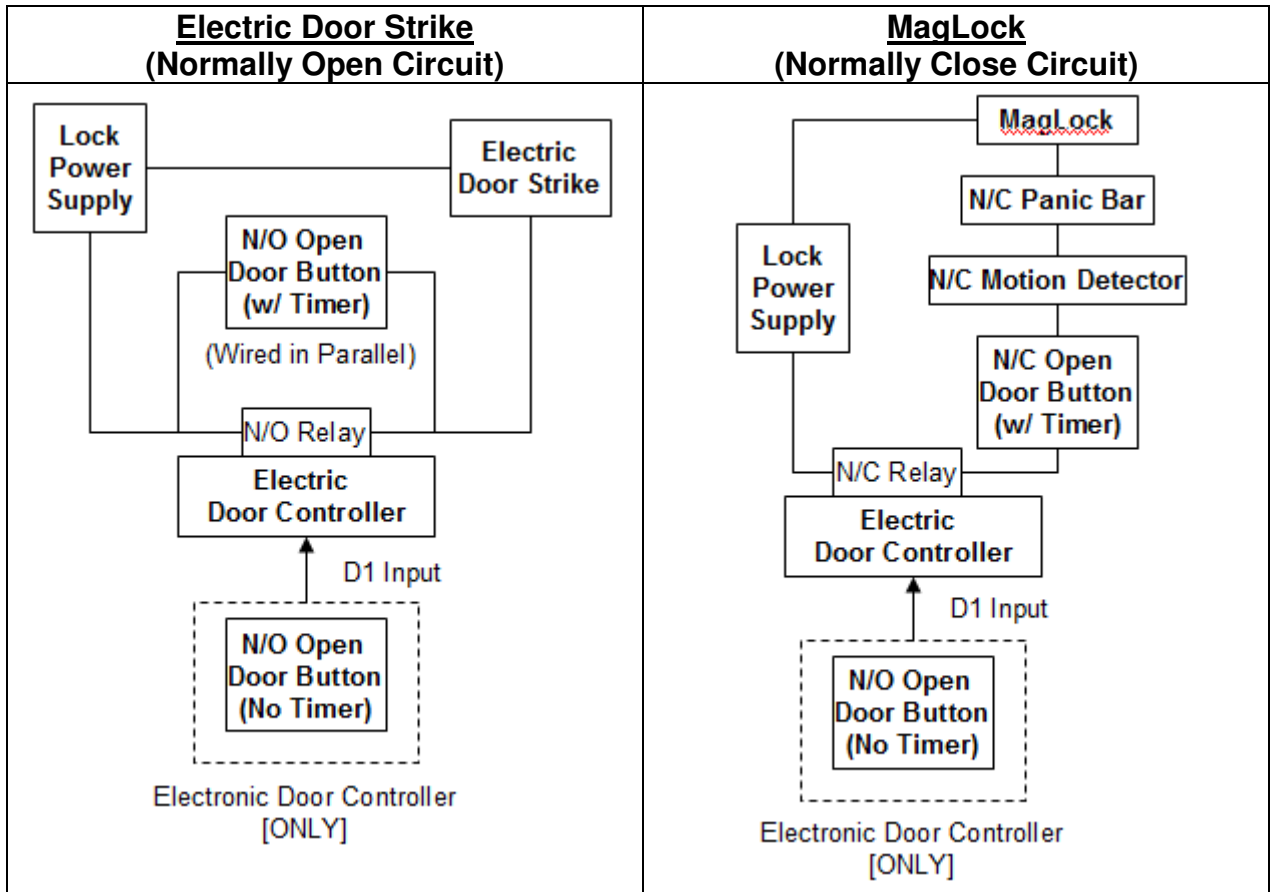 Electric Door Strike
(Normally Open Circuit)
Lock
Power
Supply
Electric
Door Strike
N/O Open
Door Button
(w/ Timer)
(Wired in Parallel)
N/O Relay
Electric
Door Controller
D1 Input
N/O Open
Door Button
(No Timer)
Electronic Door Controller
[ONLY]
MagLock
(Normally Close Circuit)
MagLock
N/C Panic Bar
Lock
Power
Supply
N/C Motion Detector
N/C Open
Door Button
(w/ Timer)
N/C Relay
Electric
Door Controller
D1 Input
N/O Open
Door Button
(No Timer)
Electronic Door Controller
[ONLY]